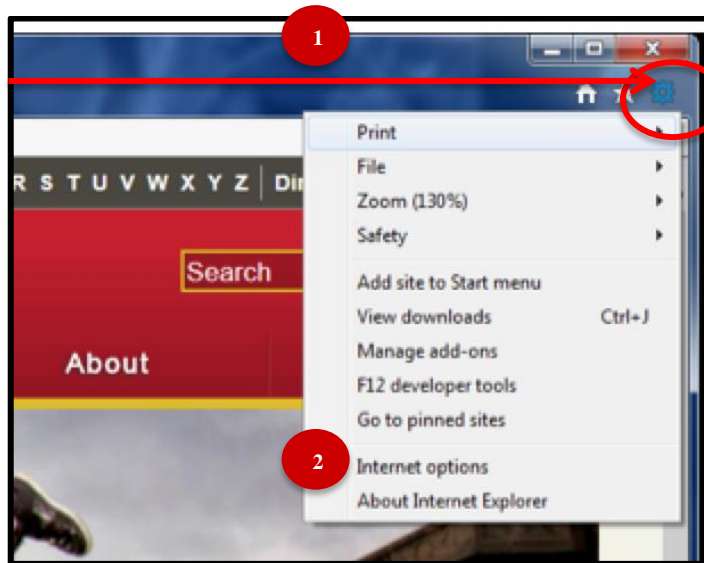 1
Print
File
R S T U V W X Y Z Dir
Zoom (130%)
Safety
Search
Add site to Start menu
View downloads Ctrl+J
Manage add-ons
About
F12 developer tools
Go to pinned sites
2
Internet options
About Internet Explorer